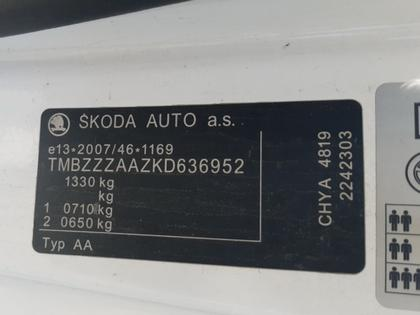 ŠKODA AUTO a.s.
e13*2007/46*1169
TMBZZZAAZKD636952
1330 kg
kg
1 0710 kg
2 0650 kg
Typ AA
CHYA 4819
2242303